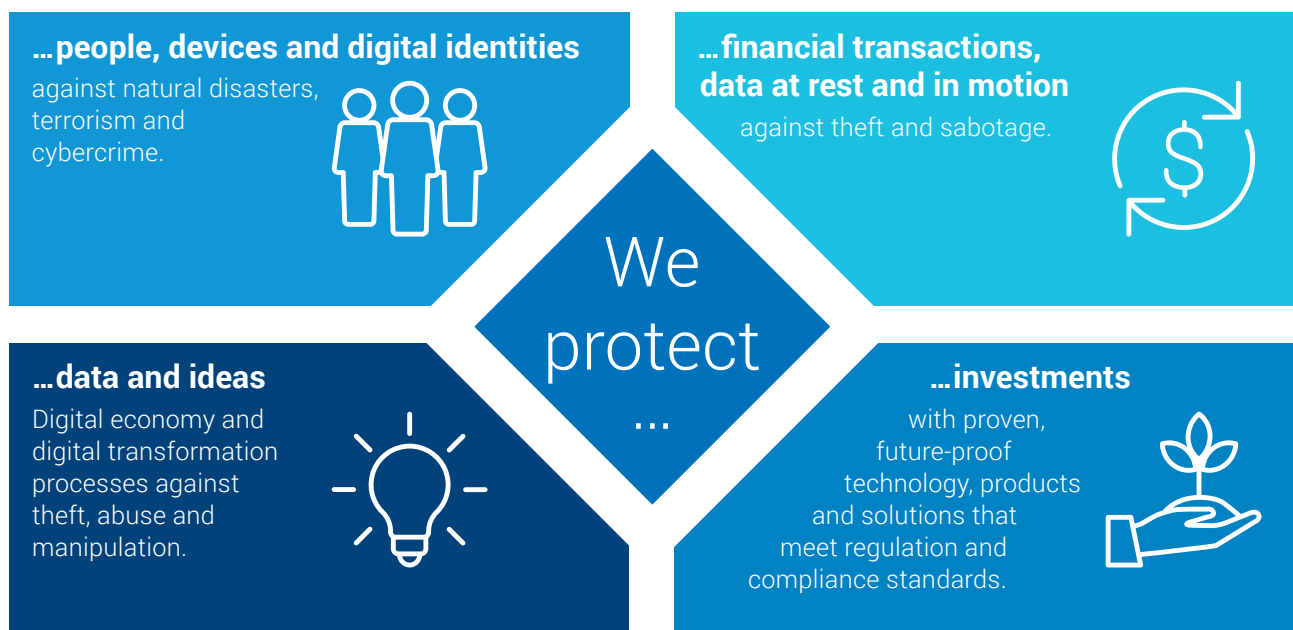 ...people, devices and digital identities
against natural disasters,
terrorism and
cybercrime.
...financial transactions,
data at rest and in motion
against theft and sabotage.
We
protect
...
...data and ideas
Digital economy and
digital transformation
processes against
theft, abuse and
manipulation.
...investments
with proven,
future-proof
technology, products
and solutions that
meet regulation and
compliance standards.
$